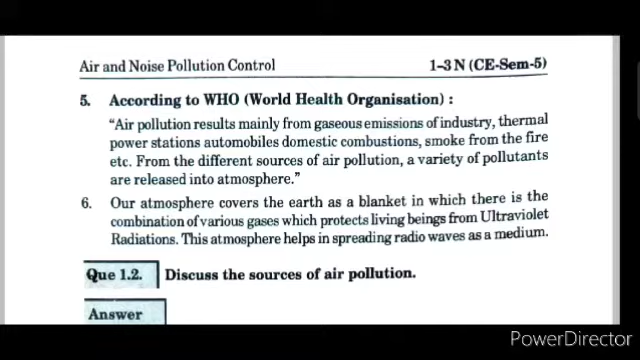 Air and Noise Pollution Control 1–3 N (CE-Sem-5)
5. According to WHO (World Health Organisation) :
"Air pollution results mainly from gaseous emissions of industry, thermal
power stations automobiles domestic combustions, smoke from the fire
etc. From the different sources of air pollution, a variety of pollutants
are released into atmosphere."
6. Our atmosphere covers the earth as a blanket in which there is the
combination of various gases which protects living beings from Ultraviolet
Radiations. This atmosphere helps in spreading radio waves as a medium.
Que 1.2. Discuss the sources of air pollution.
Answer
PowerDirector